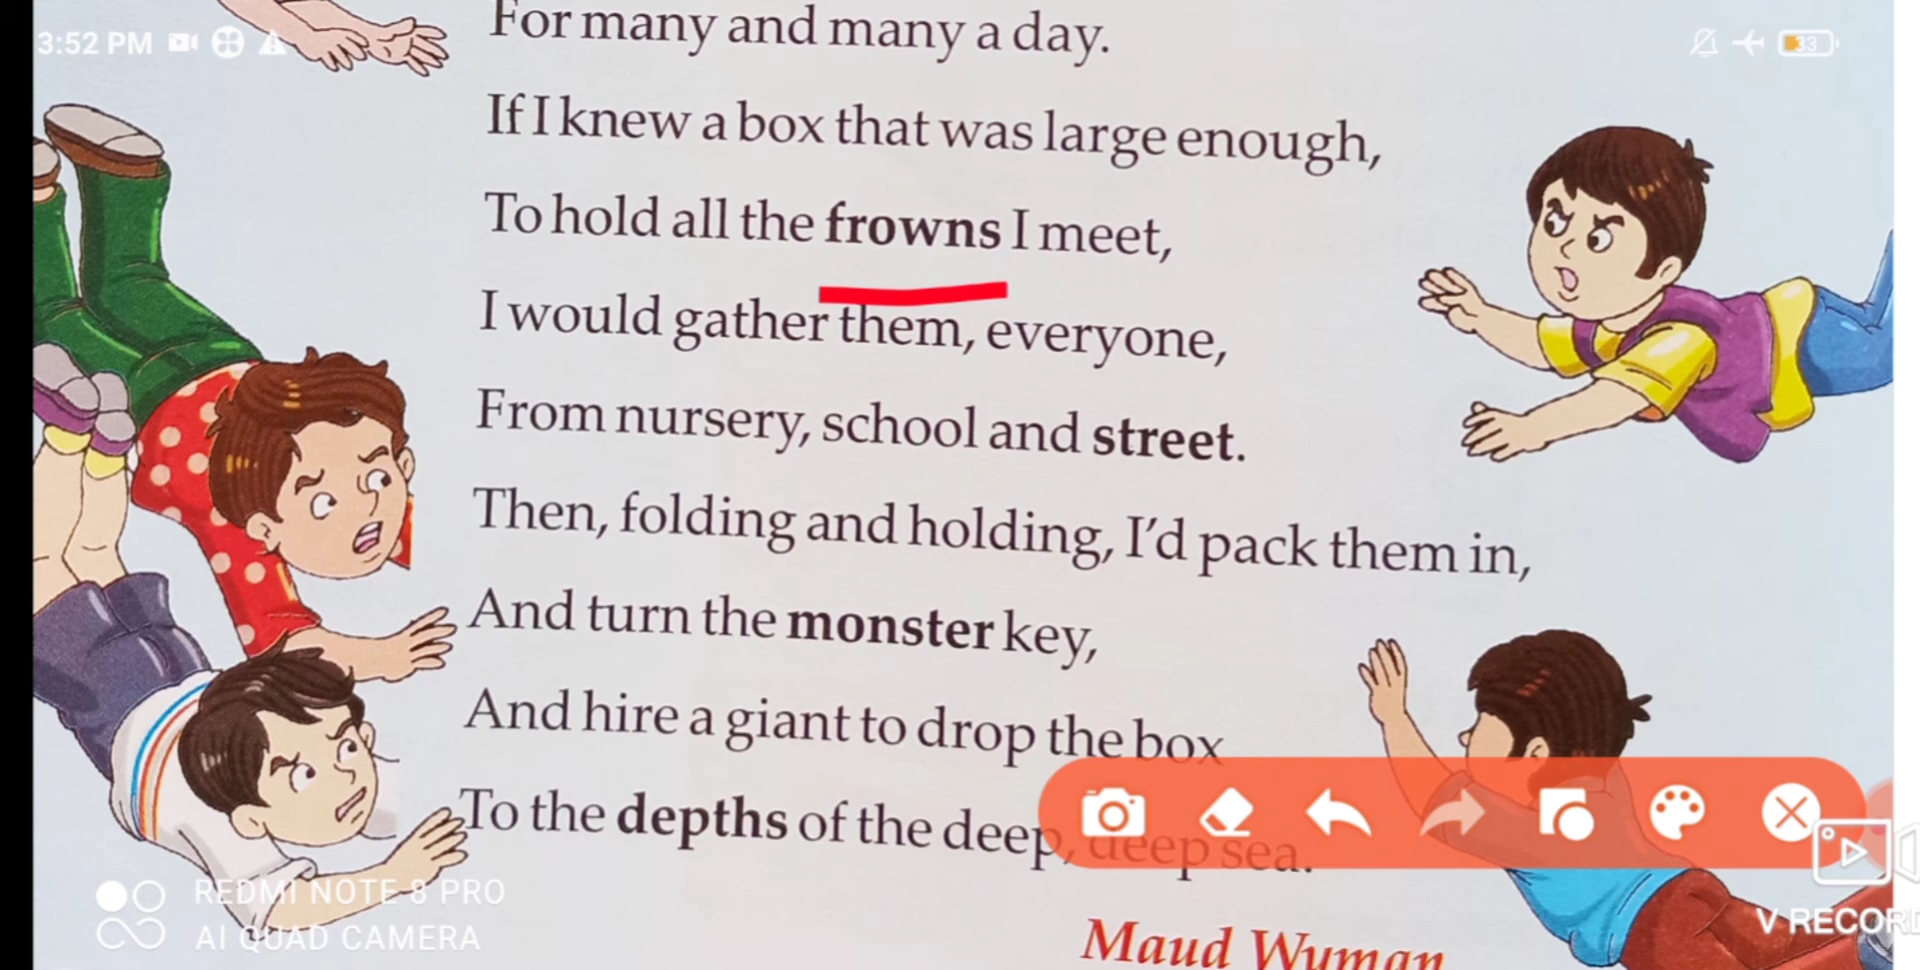 For many and many a day.
3:52 PM
33
If I knew a box that was large enough,
To hold all the frowns I meet,
I would gather them, everyone,
From nursery, school and street.
Then, folding and holding, I'd pack them in,
And turn the monster key,
And hire a giant to drop the box
To the depths of the deep, deep sea.
REDMI NOTE 8 PRO
AI QUAD CAMERA
V RECOR
Maud Wyman